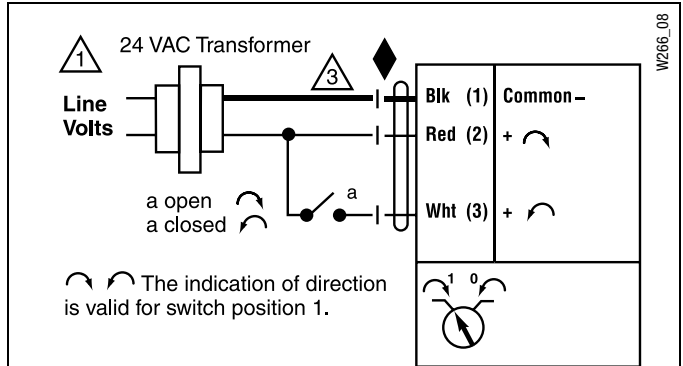 W266_08
1
24 VAC Transformer
3
Line
Volts
Blk (1) Common –
Red (2) +
a
a open
a closed
Wht (3) +
The indication of direction
is valid for switch position 1.
1 0